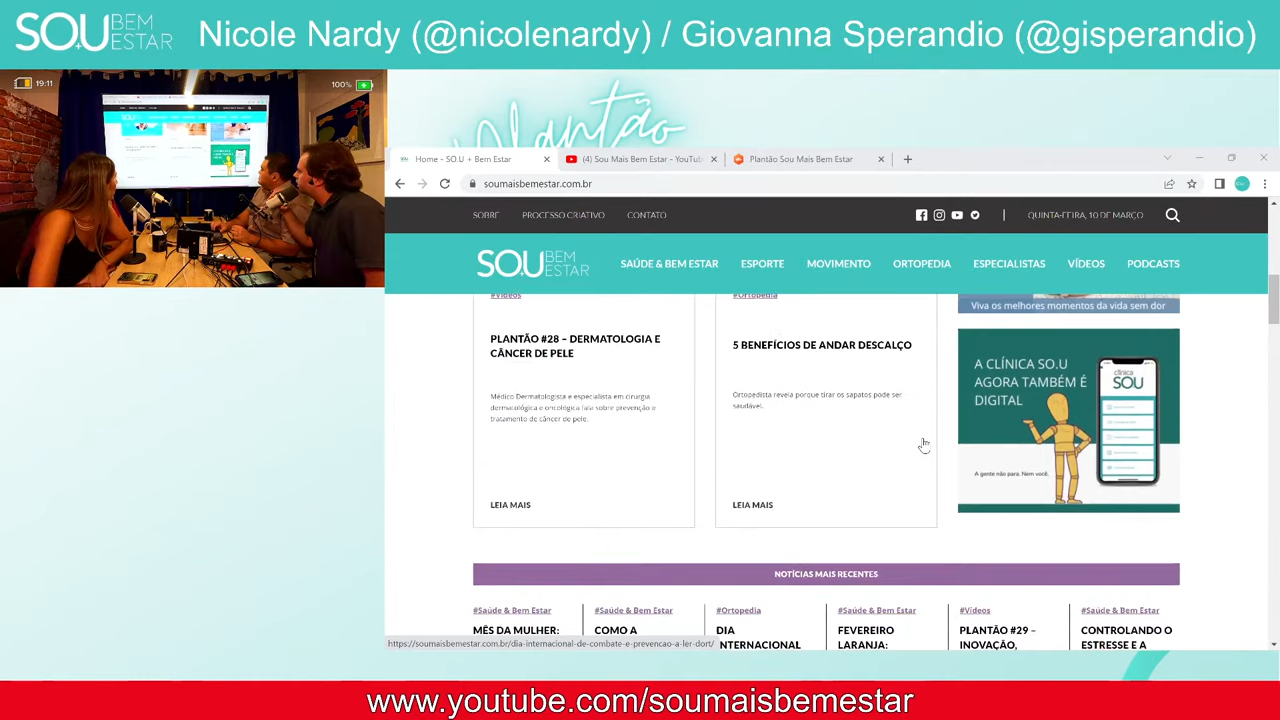 SO.U BEM ESTAR
Nicole Nardy (@nicolenardy) / Giovanna Sperandio (@gisperandio)
19:11
100%
Plantão
Home - SO.U + Bem Estar
(4) Sou Mais Bem Estar - YouTub
Plantão Sou Mais Bem Estar
soumaisbemestar.com.br
SOBRE
PROCESSO CRIATIVO
CONTATO
QUINTA-FEIRA, 10 DE MARÇO
SO.U BEM ESTAR
SAÚDE & BEM ESTAR
ESPORTE
MOVIMENTO
ORTOPEDIA
ESPECIALISTAS
VÍDEOS
PODCASTS
#Vídeos
PLANTÃO #28 – DERMATOLOGIA E
CÂNCER DE PELE
Médico Dermatologista e especialista em cirurgia
dermatológica e oncológica fala sobre prevenção e
tratamento de câncer de pele.
LEIA MAIS
#Ortopedia
5 BENEFÍCIOS DE ANDAR DESCALÇO
Ortopedista revela porque tirar os sapatos pode ser
saudável.
LEIA MAIS
Viva os melhores momentos da vida sem dor
A CLÍNICA SO.U
AGORA TAMBÉM É
DIGITAL
clínica
SOU
A gente não para. Nem você.
NOTÍCIAS MAIS RECENTES
#Saúde & Bem Estar
MÊS DA MULHER:
#Saúde & Bem Estar
COMO A
#Ortopedia
DIA
INTERNACIONAL
#Saúde & Bem Estar
FEVEREIRO
LARANJA:
#Vídeos
PLANTÃO #29 –
INOVAÇÃO,
#Saúde & Bem Estar
CONTROLANDO O
ESTRESSE E A
https://soumaisbemestar.com.br/dia-internacional-de-combate-e-prevencao-a-ler-dort/
www.youtube.com/soumaisbemestar